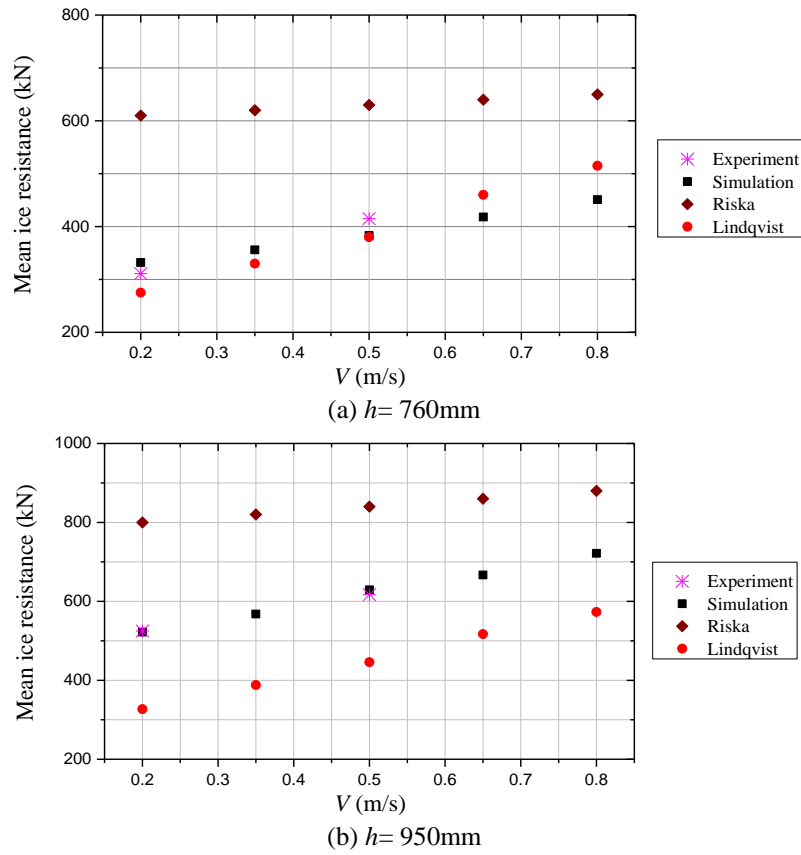 800
600
400
200
Mean ice resistance (kN)
0.2 0.3 0.4 0.5 0.6 0.7 0.8
V (m/s)
Experiment
Simulation
Riska
Lindqvist
(a) h= 760mm
1000
800
600
400
200
Mean ice resistance (kN)
0.2 0.3 0.4 0.5 0.6 0.7 0.8
V (m/s)
Experiment
Simulation
Riska
Lindqvist
(b) h= 950mm